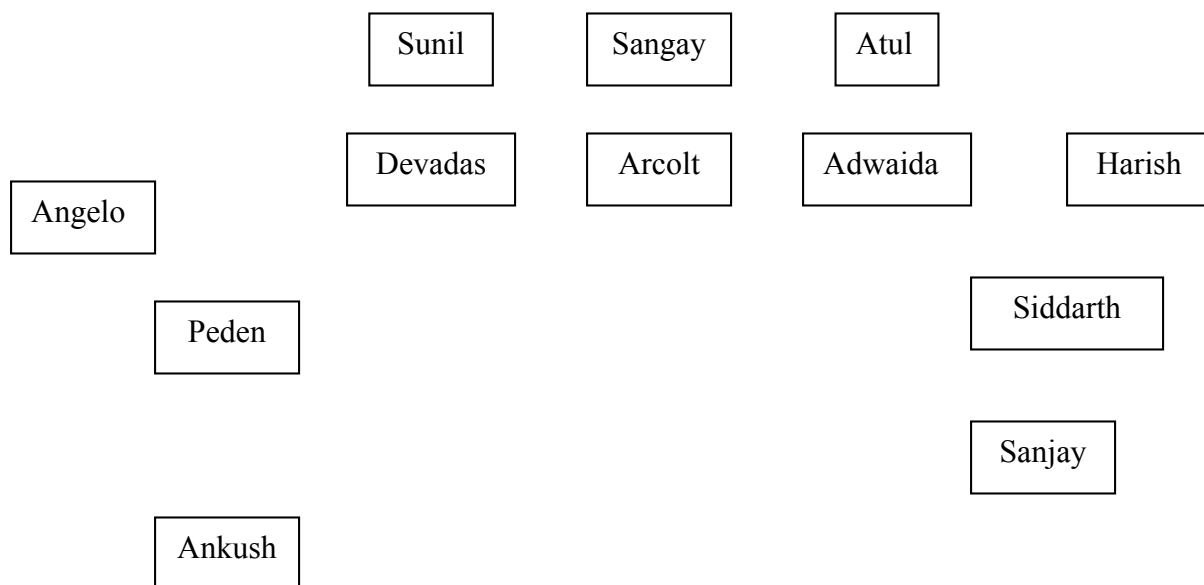 Sunil Sangay Atul
Devadas Arcolt Adwaida Harish
Angelo
Siddarth
Peden
Sanjay
Ankush